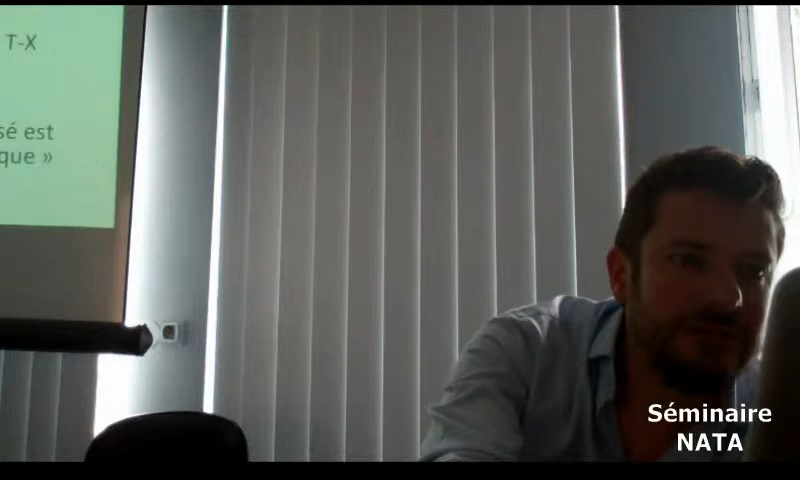 T-X
sé est
que »
Séminaire
NATA